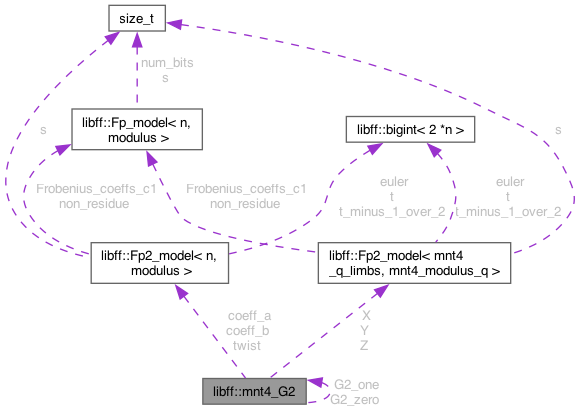 size_t
num_bits
s
s
s
libff::Fp_model< n,
modulus >
libff::bigint< 2 *n >
Frobenius_coeffs_c1
non_residue
Frobenius_coeffs_c1
non_residue
euler
t
t_minus_1_over_2
euler
t
t_minus_1_over_2
libff::Fp2_model< n,
modulus >
libff::Fp2_model< mnt4
_q_limbs, mnt4_modulus_q >
coeff_a
coeff_b
twist
X
Y
Z
libff::mnt4_G2
G2_one
G2_zero